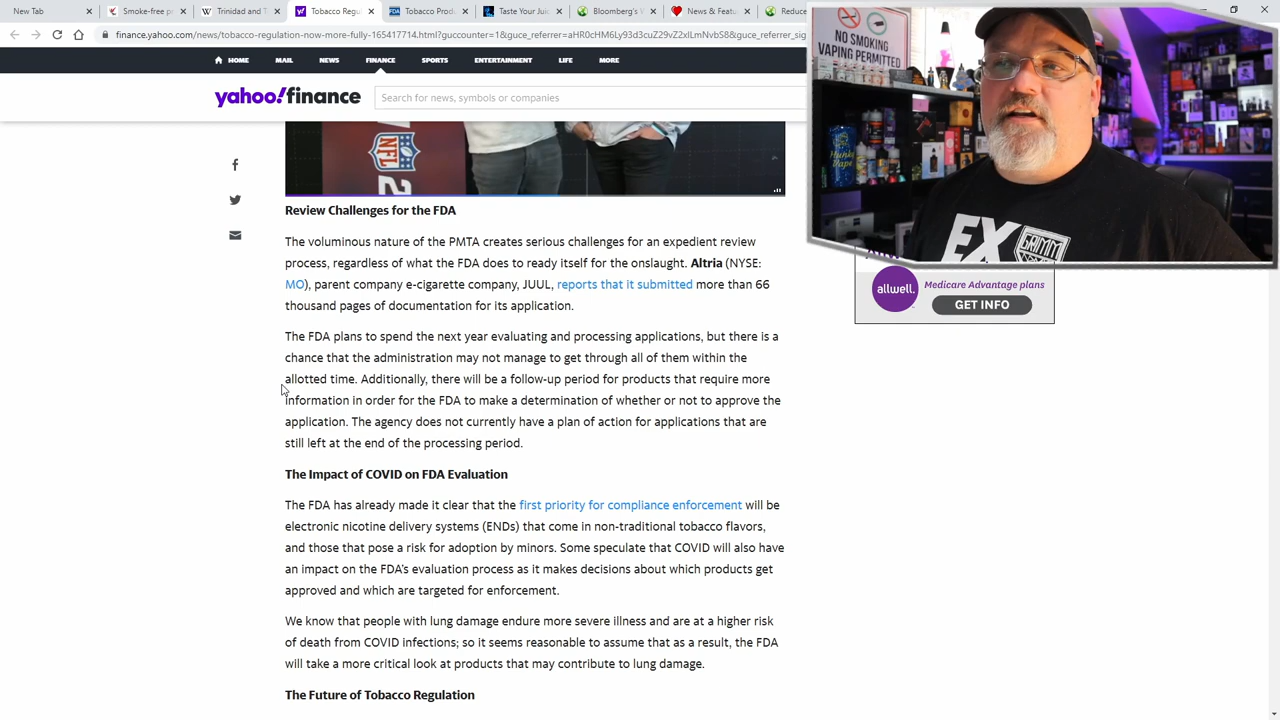 New Tab
Smoke-free p
Trinidad and T
Tobacco Regu
Tobacco Produ
Taste Your Juic
Bloomberg's V
News & Featu
Reduce
finance.yahoo.com/news/tobacco-regulation-now-more-fully-165417714.html?guccounter=1&guce_referrer=aHR0cHM6Ly93d3cuZ29vZ2xlLmNvbS8&guce_referrer_sig
HOME MAIL NEWS FINANCE SPORTS ENTERTAINMENT LIFE MORE
yahoo!finance
Search for news, symbols or companies
NO SMOKING
VAPING PERMITTED
NFL
2
EX
GRIMM
Review Challenges for the FDA
The voluminous nature of the PMTA creates serious challenges for an expedient review
process, regardless of what the FDA does to ready itself for the onslaught. Altria (NYSE:
MO), parent company e-cigarette company, JUUL, reports that it submitted more than 66
thousand pages of documentation for its application.
The FDA plans to spend the next year evaluating and processing applications, but there is a
chance that the administration may not manage to get through all of them within the
allotted time. Additionally, there will be a follow-up period for products that require more
information in order for the FDA to make a determination of whether or not to approve the
application. The agency does not currently have a plan of action for applications that are
still left at the end of the processing period.
The Impact of COVID on FDA Evaluation
The FDA has already made it clear that the first priority for compliance enforcement will be
electronic nicotine delivery systems (ENDs) that come in non-traditional tobacco flavors,
and those that pose a risk for adoption by minors. Some speculate that COVID will also have
an impact on the FDA's evaluation process as it makes decisions about which products get
approved and which are targeted for enforcement.
We know that people with lung damage endure more severe illness and are at a higher risk
of death from COVID infections; so it seems reasonable to assume that as a result, the FDA
will take a more critical look at products that may contribute to lung damage.
The Future of Tobacco Regulation
allwell.
Medicare Advantage plans
GET INFO